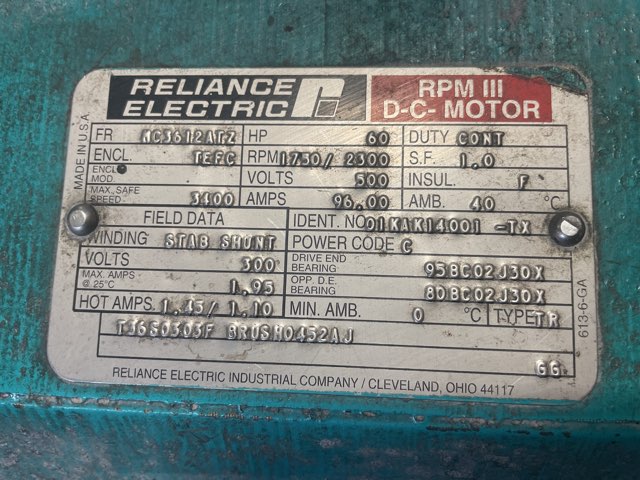 RELIANCE ELECTRIC
RPM III D-C- MOTOR
MADE IN U.S.A
FR MC3612ATZ HP 60 DUTY CONT
ENCL. TEFC RPM 1750/ 2300 S.F. 1.0
ENCL MOD. VOLTS 500 INSUL. F
MAX. SAFE SPEED 3400 AMPS 96.00 AMB. 40 °C
FIELD DATA IDENT. NO 01KAK14001 -TX
WINDING STAB SHUNT POWER CODE C
VOLTS 300 DRIVE END BEARING 95BC02J30X
MAX. AMPS @ 25°C 1.95 OPP. D.E. BEARING 80BC02J30X
HOT AMPS 1.45/ 1.10 MIN. AMB. 0 °C TYPE TR
T36S0303F BRUSH0452AJ
GG
613-6-GA
RELIANCE ELECTRIC INDUSTRIAL COMPANY / CLEVELAND, OHIO 44117